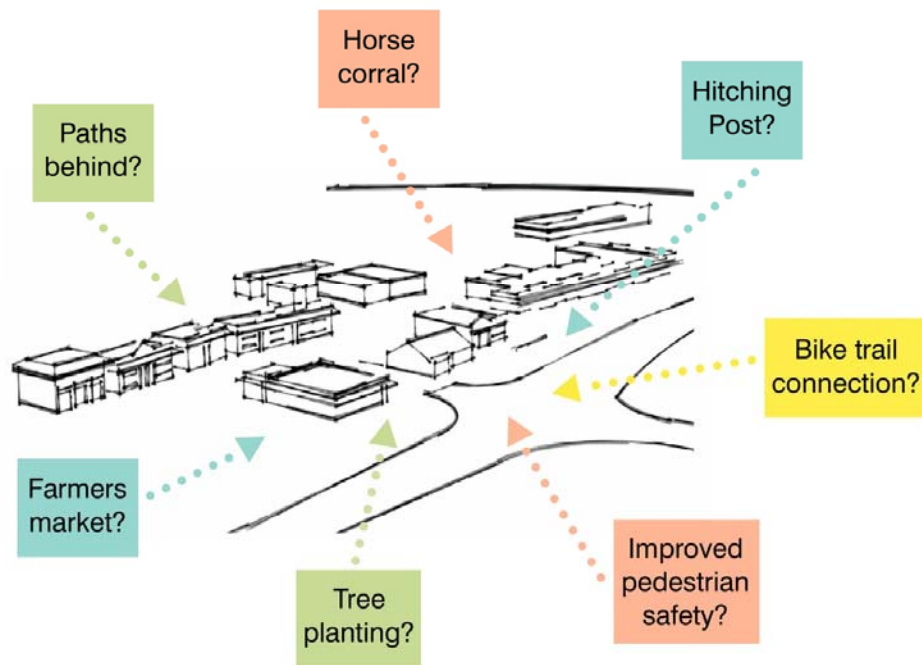 Horse
corral?
Hitching
Post?
Paths
behind?
Bike trail
connection?
Farmers
market?
Improved
pedestrian
safety?
Tree
planting?